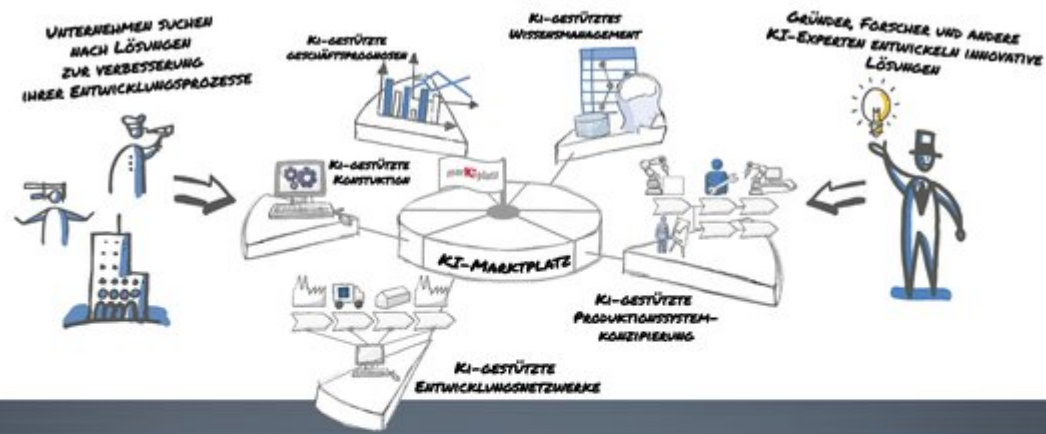 Unternehmen suchen
nach Lösungen
zur verbesserung
ihrer Entwicklungsprozesse
Ki-gestützte
geschäftsprognosen
Ki-gestütztes
Wissensmanagement
Gründer, Forscher und andere
KI-Experten entwickeln innovative
Lösungen
Ki-gestützte
Konstuktion
marKIplatz
KI-Marktplatz
Ki-gestützte
Produktionssystem-
konzipierung
Ki-gestützte
Entwicklungsnetzwerke